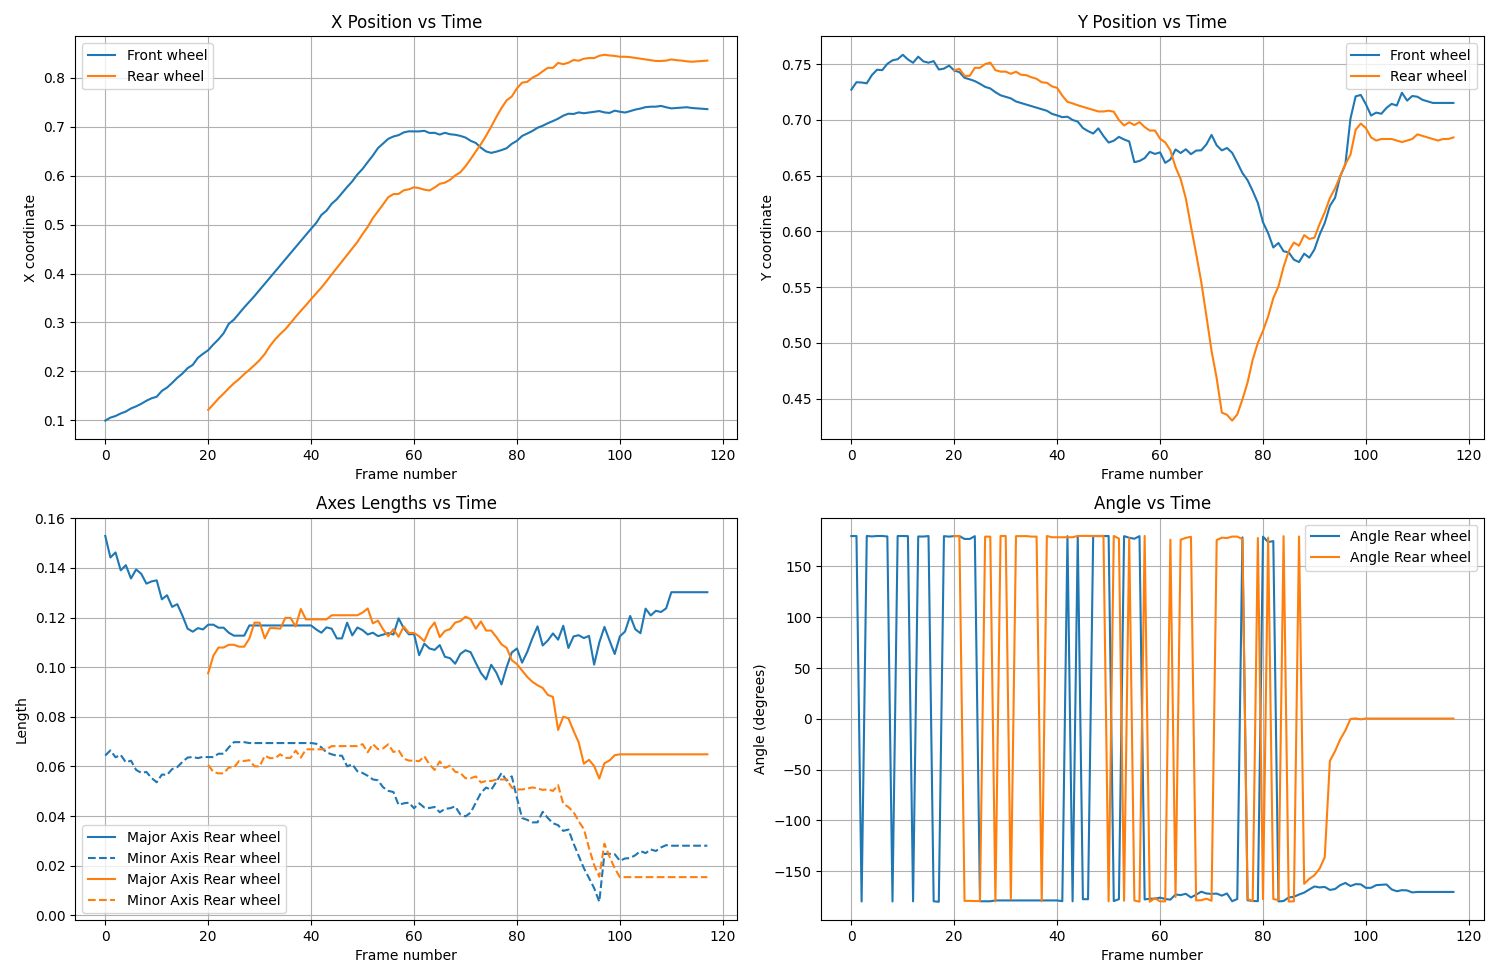 X Position vs Time
Front wheel
Rear wheel
0.8
0.7
0.6
0.5
0.4
0.3
0.2
0.1
X coordinate
0 20 40 60 80 100 120
Frame number
Y Position vs Time
Front wheel
Rear wheel
0.75
0.70
0.65
0.60
0.55
0.50
0.45
Y coordinate
0 20 40 60 80 100 120
Frame number
Axes Lengths vs Time
0.16
0.14
0.12
0.10
0.08
0.06
0.04
0.02
0.00
Length
Major Axis Rear wheel
Minor Axis Rear wheel
Major Axis Rear wheel
Minor Axis Rear wheel
0 20 40 60 80 100 120
Frame number
Angle vs Time
Angle Rear wheel
Angle Rear wheel
150
100
50
0
−50
−100
−150
Angle (degrees)
0 20 40 60 80 100 120
Frame number